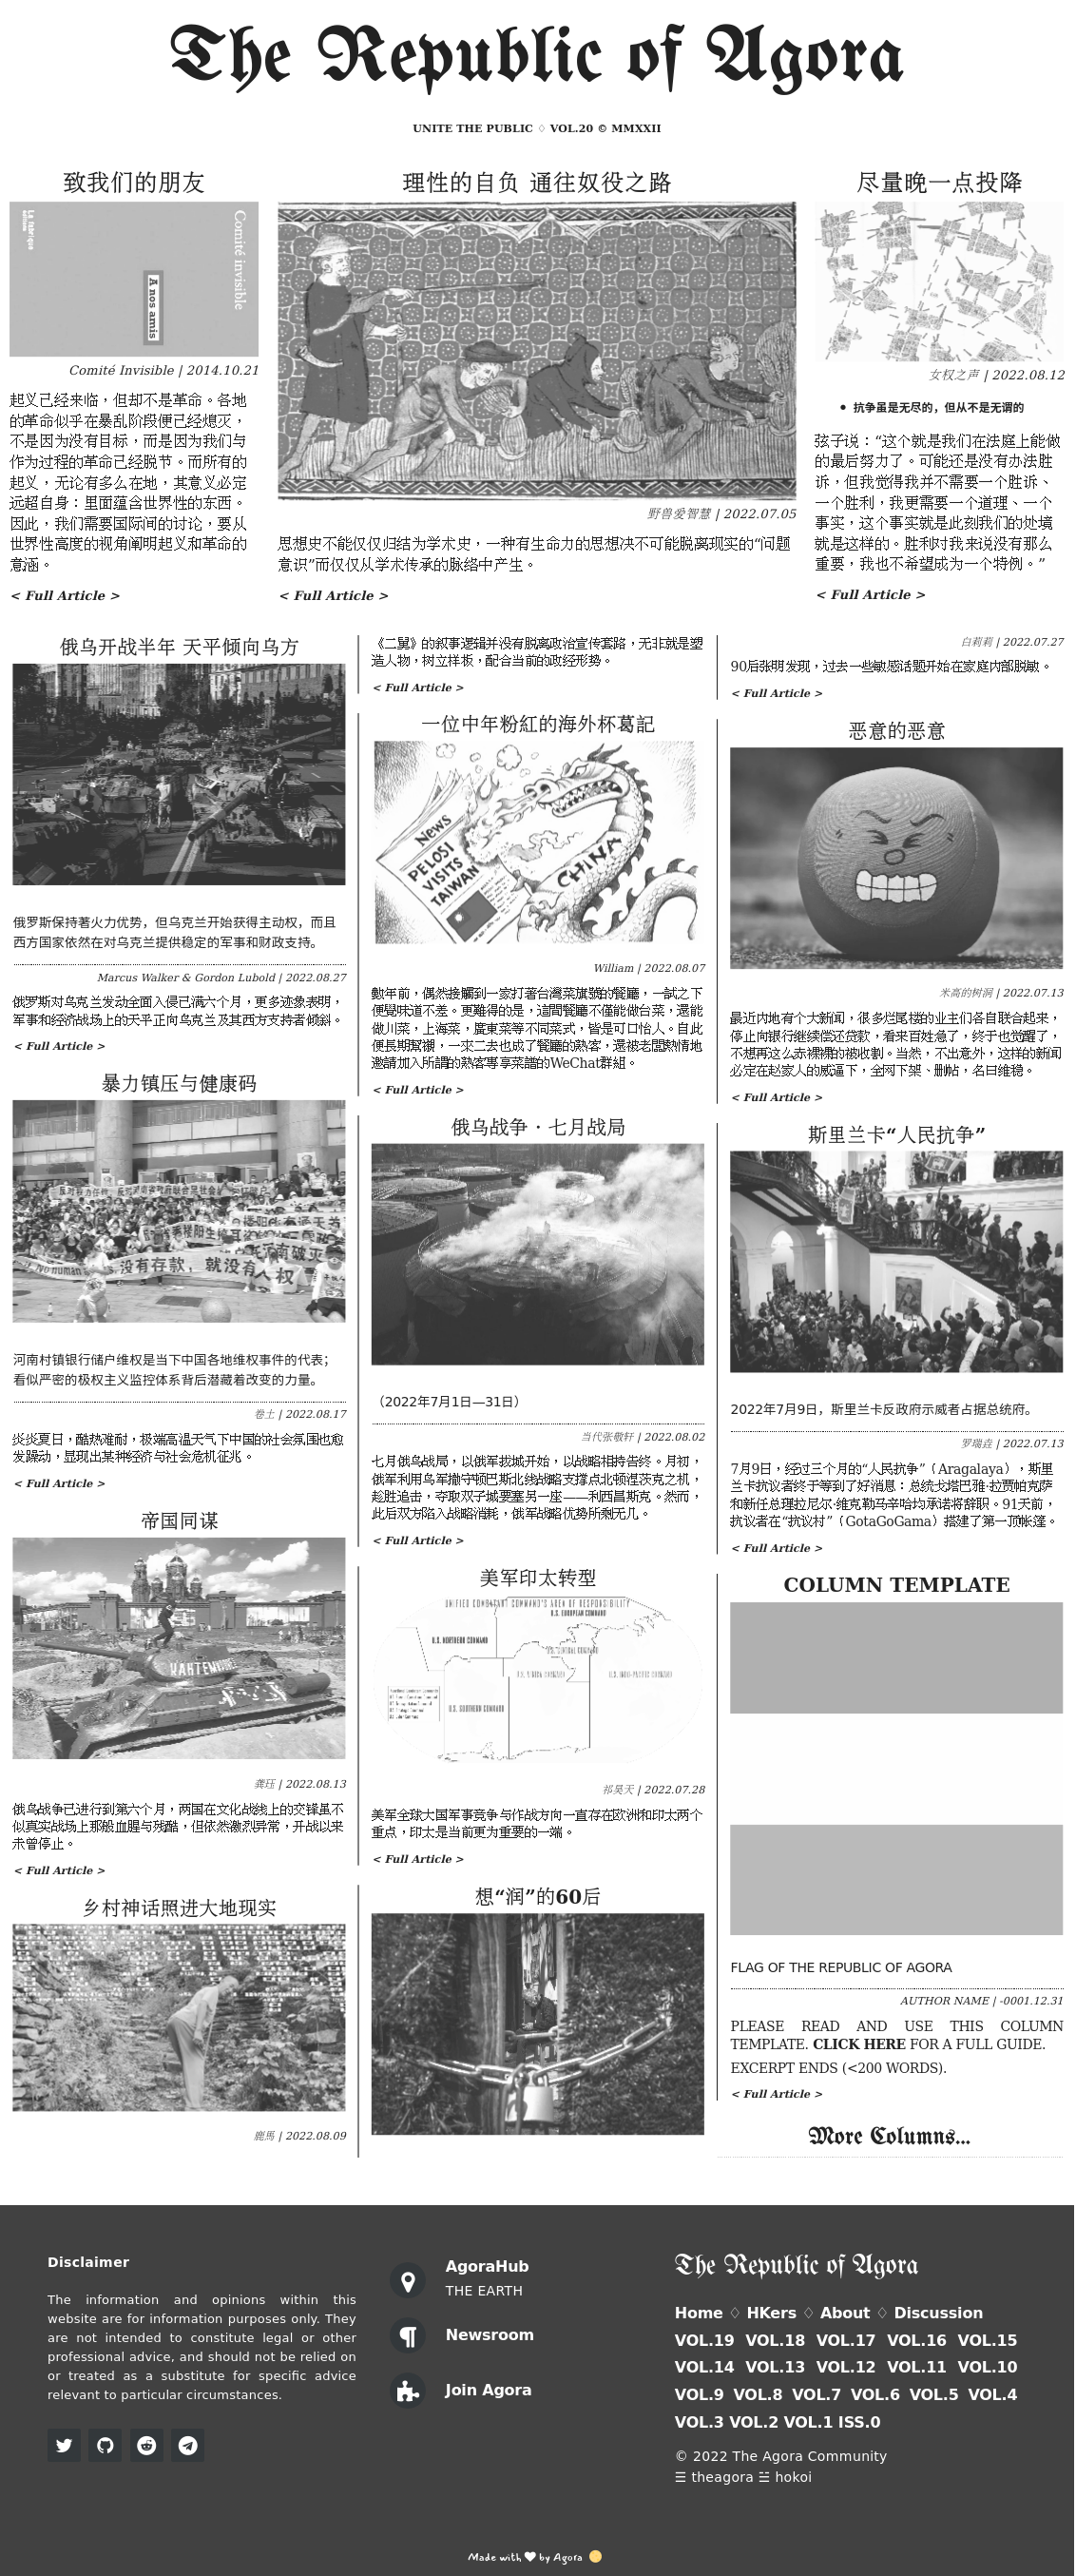 The Republic of Agora
UNITE THE PUBLIC ♢ VOL.20 © MMXXII
致我们的朋友
La fabrique éditions
Comité invisible
À nos amis
Comité Invisible | 2014.10.21
起义已经来临，但却不是革命。各地
的革命似乎在暴乱阶段便已经熄灭，
不是因为没有目标，而是因为我们与
作为过程的革命已经脱节。而所有的
起义，无论有多么在地，其意义必定
远超自身：里面蕴含世界性的东西。
因此，我们需要国际间的讨论，要从
世界性高度的视角阐明起义和革命的
意涵。
< Full Article >
理性的自负 通往奴役之路
野兽爱智慧 | 2022.07.05
思想史不能仅仅归结为学术史，一种有生命力的思想决不可能脱离现实的“问题
意识”而仅仅从学术传承的脉络中产生。
< Full Article >
尽量晚一点投降
女权之声 | 2022.08.12
• 抗争虽是无尽的，但从不是无谓的
弦子说：“这个就是我们在法庭上能做
的最后努力了。可能还是没有办法胜
诉，但我觉得我并不需要一个胜诉、
一个胜利，我更需要一个道理、一个
事实，这个事实就是此刻我们的处境
就是这样的。胜利对我来说没有那么
重要，我也不希望成为一个特例。”
< Full Article >
俄乌开战半年 天平倾向乌方
俄罗斯保持著火力优势，但乌克兰开始获得主动权，而且
西方国家依然在对乌克兰提供稳定的军事和财政支持。
Marcus Walker & Gordon Lubold | 2022.08.27
俄罗斯对乌克兰发动全面入侵已满六个月，更多迹象表明，
军事和经济战场上的天平正向乌克兰及其西方支持者倾斜。
< Full Article >
暴力镇压与健康码
没有存款，就没有人权
河南村镇银行储户维权是当下中国各地维权事件的代表；
看似严密的极权主义监控体系背后潜藏着改变的力量。
卷土 | 2022.08.17
炎炎夏日，酷热难耐，极端高温天气下中国的社会氛围也愈
发躁动，显现出某种经济与社会危机征兆。
< Full Article >
帝国同谋
龚珏 | 2022.08.13
俄乌战争已进行到第六个月，两国在文化战线上的交锋虽不
似真实战场上那般血腥与残酷，但依然激烈异常，开战以来
未曾停止。
< Full Article >
乡村神话照进大地现实
鹿馬 | 2022.08.09
《二舅》的叙事逻辑并没有脱离政治宣传套路，无非就是塑
造人物，树立样板，配合当前的政经形势。
< Full Article >
一位中年粉紅的海外杯葛記
News
PELOSI
VISITS
TAIWAN
CHINA
William | 2022.08.07
數年前，偶然接觸到一家打著台灣菜旗號的餐廳，一試之下
便覺味道不差。更難得的是，這間餐廳不僅能做台菜，還能
做川菜，上海菜，廣東菜等不同菜式，皆是可口怡人。自此
便長期幫襯，一來二去也成了餐廳的熟客，還被老闆熱情地
邀請加入所謂的熟客專享菜譜的WeChat群組。
< Full Article >
俄乌战争 · 七月战局
（2022年7月1日—31日）
当代张敬轩 | 2022.08.02
七月俄乌战局，以俄军拔城开始，以战略相持告终。月初，
俄军利用乌军撤守顿巴斯北线战略支撑点北顿涅茨克之机，
趁胜追击，夺取双子城要塞另一座——利西昌斯克。然而，
此后双方陷入战略消耗，俄军战略优势所剩无几。
< Full Article >
美军印太转型
UNIFIED COMBATANT COMMAND'S AREA OF RESPONSIBILITY
U.S. EUROPEAN COMMAND
U.S. NORTHERN COMMAND
U.S. CENTRAL COMMAND
U.S. AFRICA COMMAND
U.S. INDO-PACIFIC COMMAND
U.S. SOUTHERN COMMAND
祁昊天 | 2022.07.28
美军全球大国军事竞争与作战方向一直存在欧洲和印太两个
重点，印太是当前更为重要的一端。
< Full Article >
想“润”的60后
白莉莉 | 2022.07.27
90后张明发现，过去一些敏感话题开始在家庭内部脱敏。
< Full Article >
恶意的恶意
米高的树洞 | 2022.07.13
最近内地有个大新闻，很多烂尾楼的业主们各自联合起来，
停止向银行继续偿还贷款，看来百姓急了，终于也觉醒了，
不想再这么赤裸裸的被收割。当然，不出意外，这样的新闻
必定在赵家人的威逼下，全网下架、删帖，名曰维稳。
< Full Article >
斯里兰卡“人民抗争”
2022年7月9日，斯里兰卡反政府示威者占据总统府。
罗瑞垚 | 2022.07.13
7月9日，经过三个月的“人民抗争”（Aragalaya），斯里
兰卡抗议者终于等到了好消息：总统戈塔巴雅·拉贾帕克萨
和新任总理拉尼尔·维克勒马辛哈均承诺将辞职。91天前，
抗议者在“抗议村”（GotaGoGama）搭建了第一顶帐篷。
< Full Article >
COLUMN TEMPLATE
FLAG OF THE REPUBLIC OF AGORA
AUTHOR NAME | -0001.12.31
PLEASE READ AND USE THIS COLUMN
TEMPLATE. CLICK HERE FOR A FULL GUIDE.
EXCERPT ENDS (<200 WORDS).
< Full Article >
More Columns...
Disclaimer
The information and opinions within this
website are for information purposes only. They
are not intended to constitute legal or other
professional advice, and should not be relied on
or treated as a substitute for specific advice
relevant to particular circumstances.
AgoraHub
THE EARTH
Newsroom
Join Agora
The Republic of Agora
Home ♢ HKers ♢ About ♢ Discussion
VOL.19 VOL.18 VOL.17 VOL.16 VOL.15
VOL.14 VOL.13 VOL.12 VOL.11 VOL.10
VOL.9 VOL.8 VOL.7 VOL.6 VOL.5 VOL.4
VOL.3 VOL.2 VOL.1 ISS.0
© 2022 The Agora Community
☰ theagora ☱ hokoi
Made with ♥ by Agora